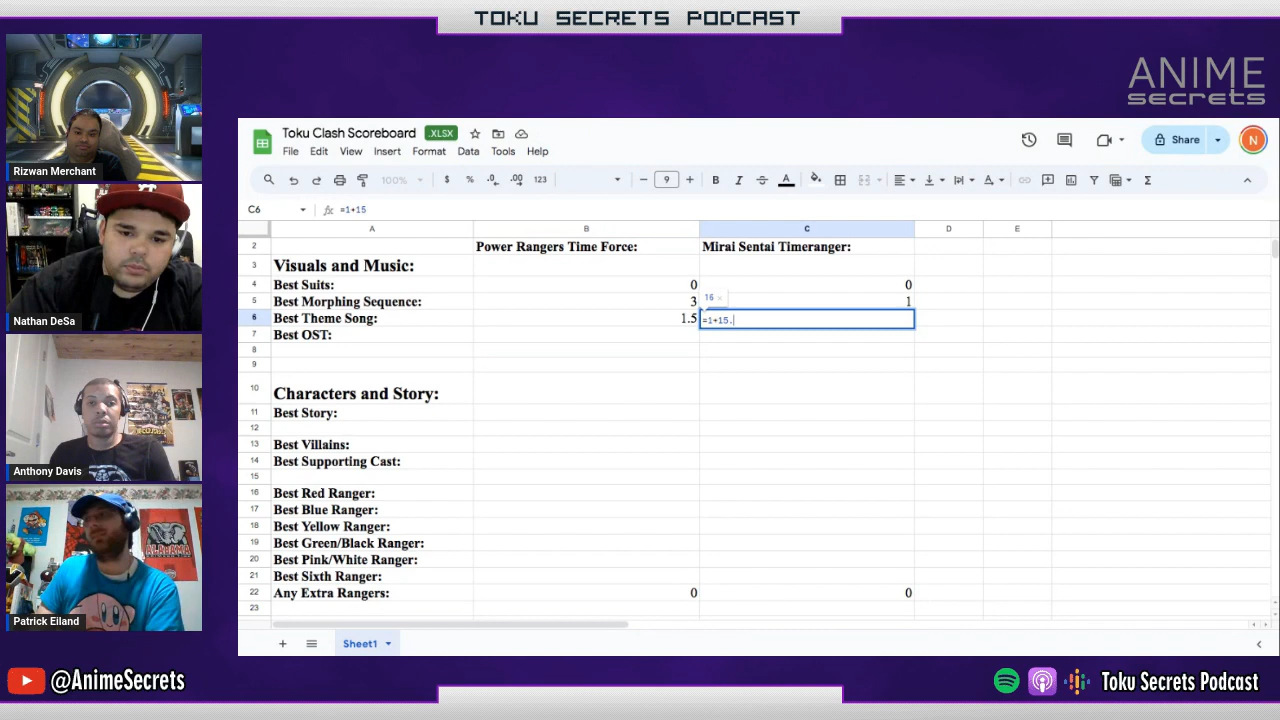 TOKU SECRETS PODCAST
ANIME
secrets
Rizwan Merchant
Nathan DeSa
Anthony Davis
ALABAMA
Patrick Eiland
Toku Clash Scoreboard .XLSX
Share
N
File Edit View Insert Format Data Tools Help
100% $ % .0 .00 123 9 B I A
C6 fx =1+15
A B C D E
2 Power Rangers Time Force: Mirai Sentai Timeranger:
3 Visuals and Music:
4 Best Suits: 0 0
5 Best Morphing Sequence: 3 1
16 ×
6 Best Theme Song: 1.5 =1+15.
7 Best OST:
8
9
10 Characters and Story:
11 Best Story:
12
13 Best Villains:
14 Best Supporting Cast:
15
16 Best Red Ranger:
17 Best Blue Ranger:
18 Best Yellow Ranger:
19 Best Green/Black Ranger:
20 Best Pink/White Ranger:
21 Best Sixth Ranger:
22 Any Extra Rangers: 0 0
23
Sheet1
@AnimeSecrets
Toku Secrets Podcast